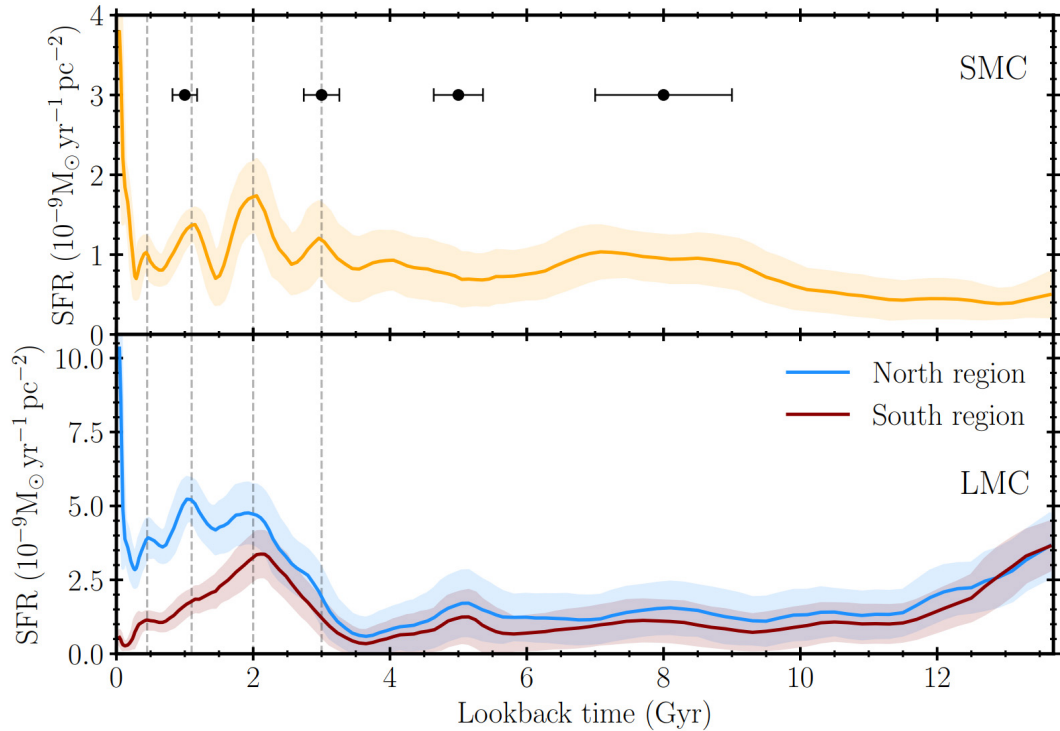 SFR (10⁻⁹M⊙ yr⁻¹ pc⁻²)
4
3
2
1
0
SMC
SFR (10⁻⁹M⊙ yr⁻¹ pc⁻²)
10.0
7.5
5.0
2.5
0.0
North region
South region
LMC
0 2 4 6 8 10 12
Lookback time (Gyr)